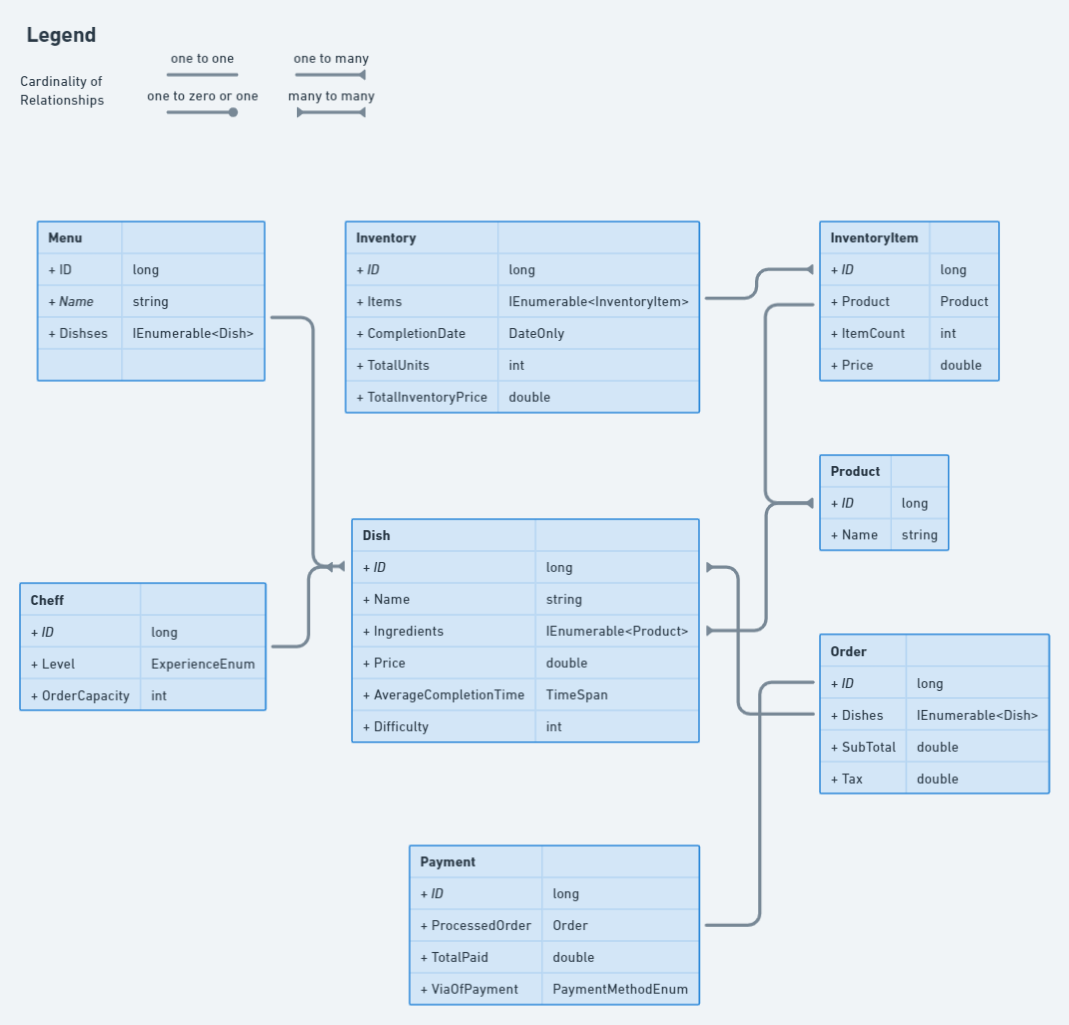 Legend
Cardinality of
Relationships
one to one
one to many
one to zero or one
many to many
Menu
+ ID long
+ Name string
+ Dishses IEnumerable<Dish>
Inventory
+ ID long
+ Items IEnumerable<InventoryItem>
+ CompletionDate DateOnly
+ TotalUnits int
+ TotalInventoryPrice double
InventoryItem
+ ID long
+ Product Product
+ ItemCount int
+ Price double
Product
+ ID long
+ Name string
Dish
+ ID long
+ Name string
+ Ingredients IEnumerable<Product>
+ Price double
+ AverageCompletionTime TimeSpan
+ Difficulty int
Cheff
+ ID long
+ Level ExperienceEnum
+ OrderCapacity int
Order
+ ID long
+ Dishes IEnumerable<Dish>
+ SubTotal double
+ Tax double
Payment
+ ID long
+ ProcessedOrder Order
+ TotalPaid double
+ ViaOfPayment PaymentMethodEnum